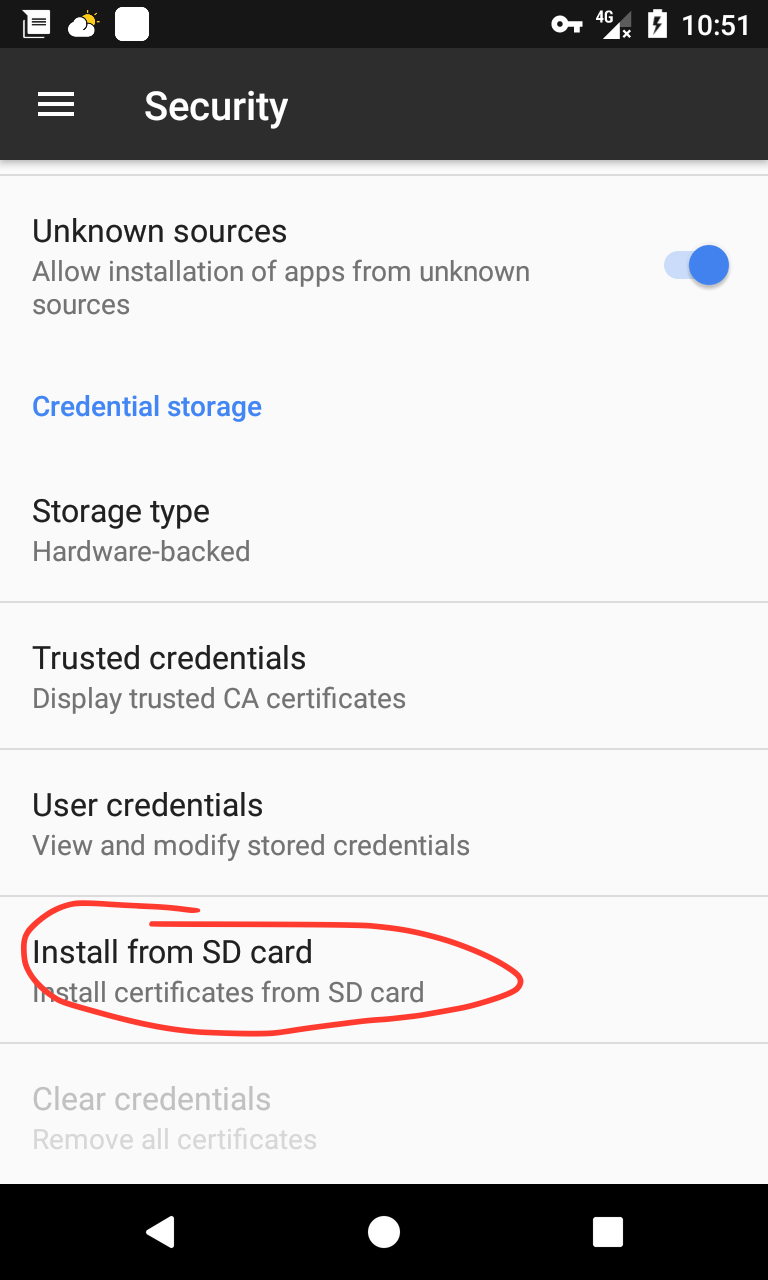 4G 10:51
Security
Unknown sources
Allow installation of apps from unknown
sources
Credential storage
Storage type
Hardware-backed
Trusted credentials
Display trusted CA certificates
User credentials
View and modify stored credentials
Install from SD card
Install certificates from SD card
Clear credentials
Remove all certificates